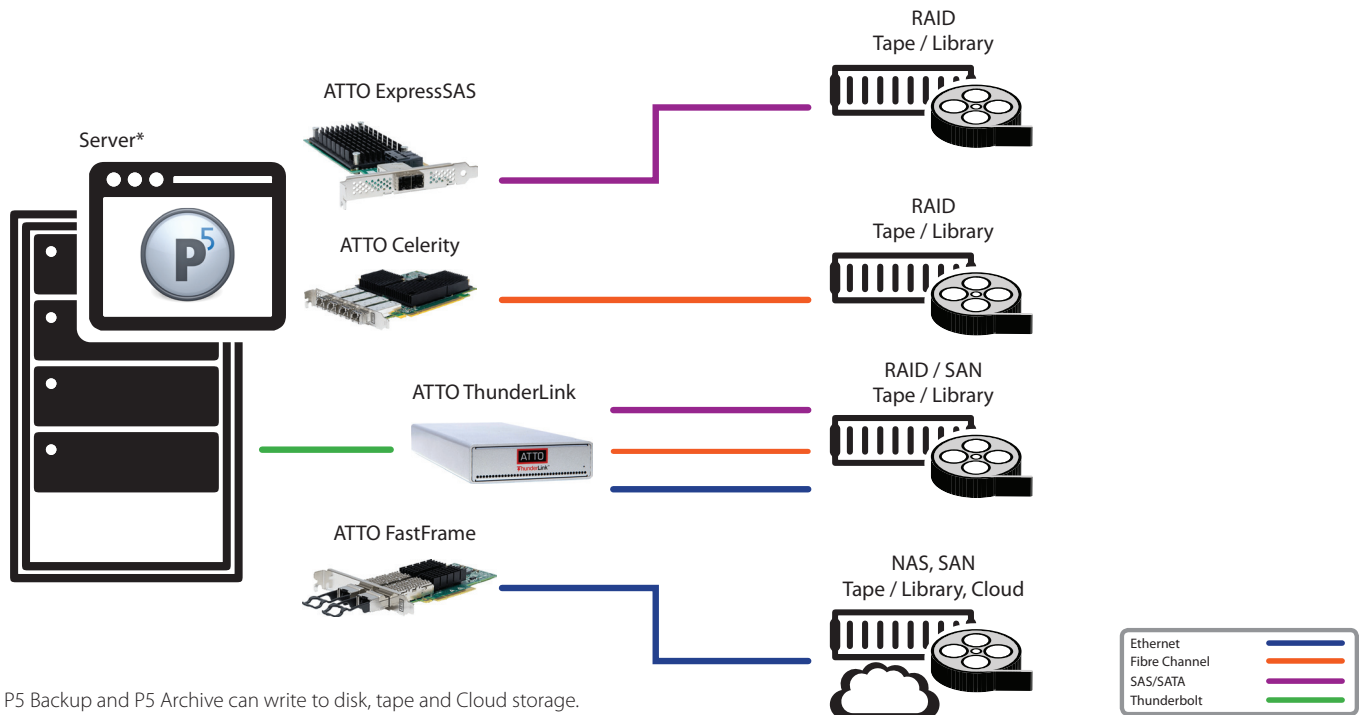 RAID
Tape / Library
ATTO ExpressSAS
Server*
P5
RAID
Tape / Library
ATTO Celerity
RAID / SAN
Tape / Library
ATTO ThunderLink
ATTO
ThunderLink
ATTO FastFrame
NAS, SAN
Tape / Library, Cloud
Ethernet
Fibre Channel
SAS/SATA
Thunderbolt
P5 Backup and P5 Archive can write to disk, tape and Cloud storage.